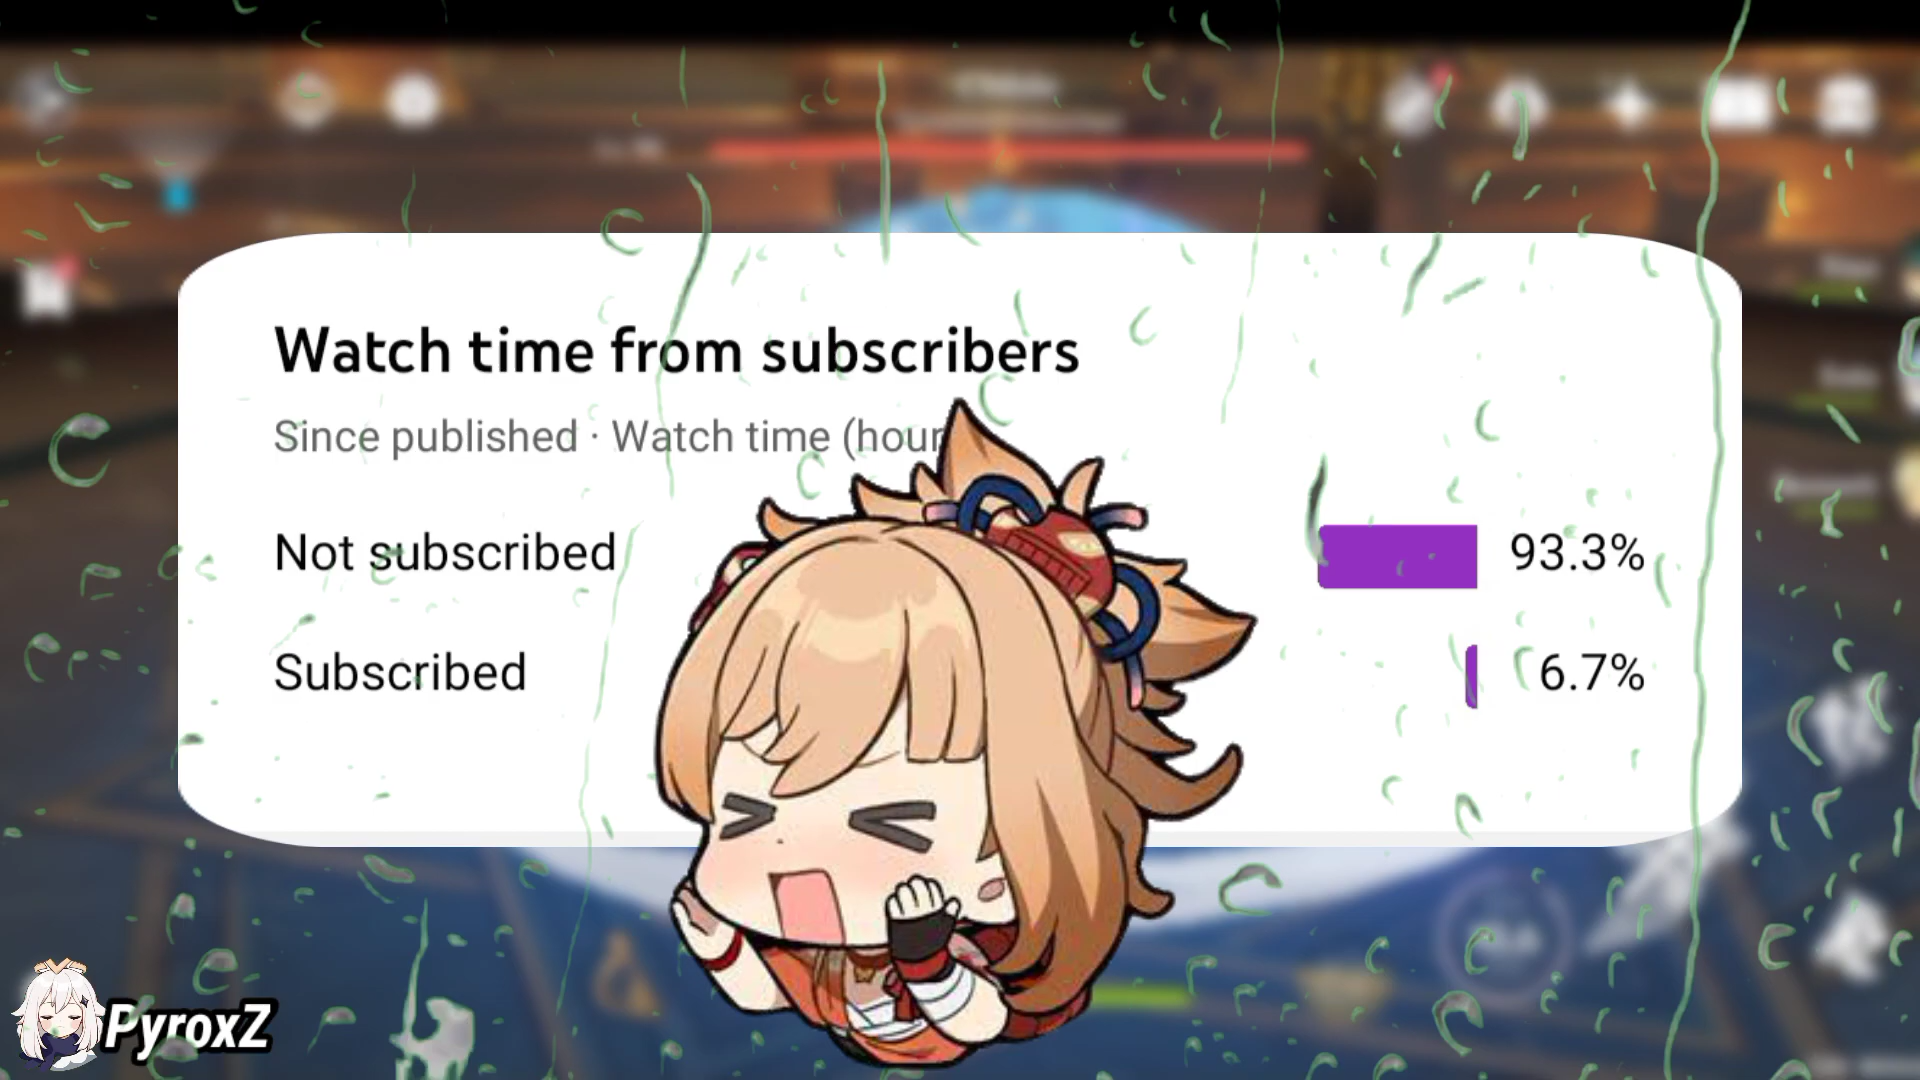 Watch time from subscribers
Since published · Watch time (hour
Not subscribed
93.3%
Subscribed
6.7%
PyroxZ